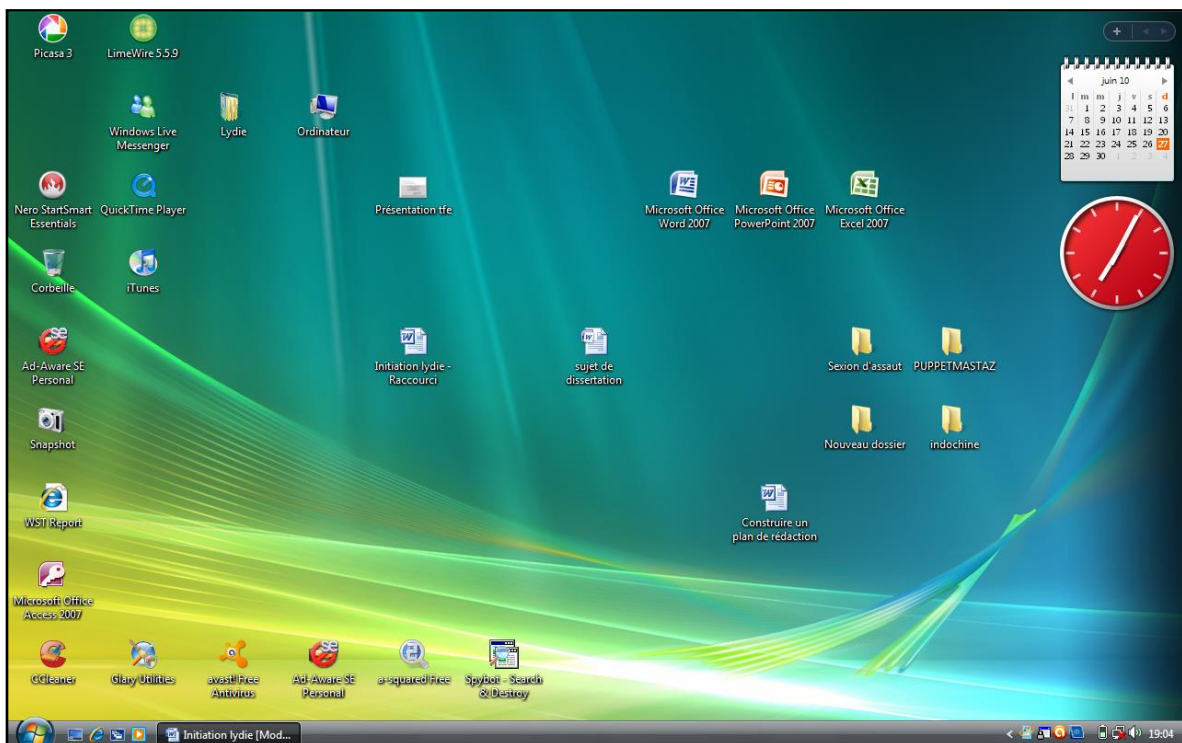 Picasa 3
LimeWire 5.5.9
Windows Live
Messenger
Lydie
Ordinateur
Nero StartSmart
Essentials
QuickTime Player
Présentation tfe
Microsoft Office
Word 2007
Microsoft Office
PowerPoint 2007
Microsoft Office
Excel 2007
Corbeille
iTunes
Ad-Aware SE
Personal
Initiation lydie -
Raccourci
sujet de
dissertation
Sexion d'assaut
PUPPETMASTAZ
Snapshot
Nouveau dossier
indochine
WST Report
Construire un
plan de rédaction
Microsoft Office
Access 2007
CCleaner
Glary Utilities
avast! Free
Antivirus
Ad-Aware SE
Personal
a-squared Free
Spybot - Search
& Destroy
juin 10
l m m j v s d
31 1 2 3 4 5 6
7 8 9 10 11 12 13
14 15 16 17 18 19 20
21 22 23 24 25 26 27
28 29 30 1 2 3 4
Initiation lydie [Mod...
19:04